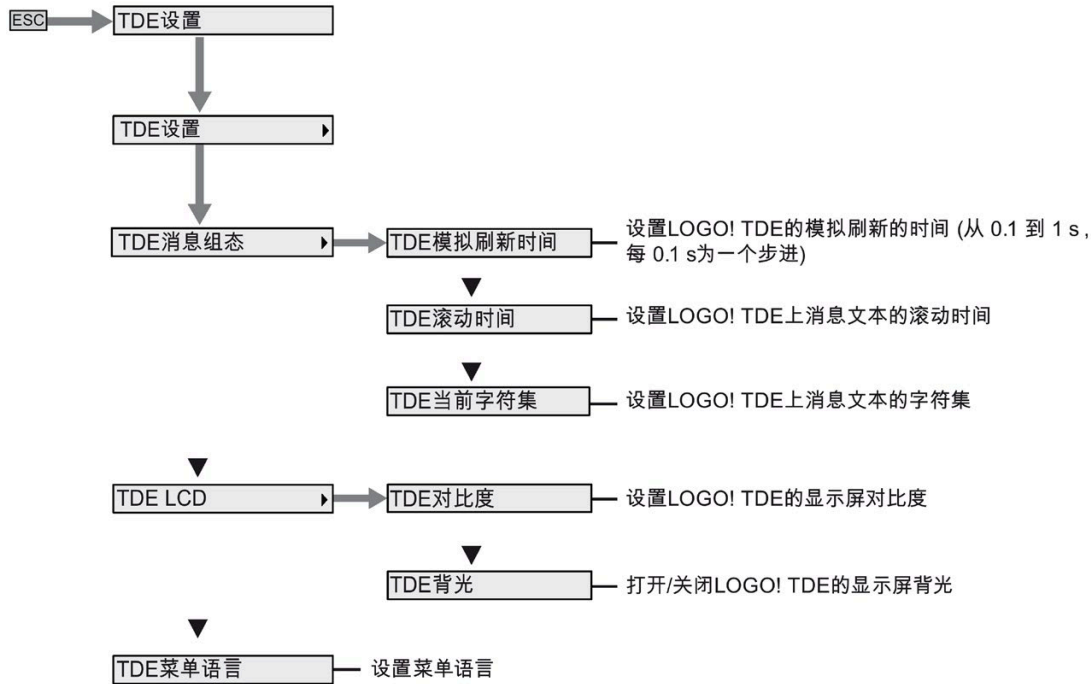 ESC
TDE设置
TDE设置
TDE消息组态
TDE模拟刷新时间
设置LOGO! TDE的模拟刷新的时间 (从 0.1 到 1 s,
每 0.1 s为一个步进)
TDE滚动时间
设置LOGO! TDE上消息文本的滚动时间
TDE当前字符集
设置LOGO! TDE上消息文本的字符集
TDE LCD
TDE对比度
设置LOGO! TDE的显示屏对比度
TDE背光
打开/关闭LOGO! TDE的显示屏背光
TDE菜单语言
设置菜单语言